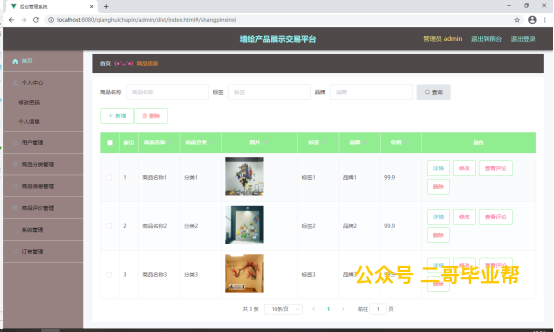 后台管理系统
localhost:8080/qianghuichapin/admin/dist/index.html#/shangpinxinxi
墙绘产品展示交易平台
管理员 admin 退出到前台 退出登录
首页
个人中心
修改密码
个人信息
用户管理
商品分类管理
商品信息管理
商品评价管理
系统管理
订单管理
首页 (●'◡'●) 商品信息
商品名称 商品名称 标签 标签 品牌 品牌 查询
新增 删除
索引 商品名称 商品分类 图片 标签 品牌 价格 操作
1 商品名称1 分类1 标签1 品牌1 99.9 详情 修改 查看评论
删除
2 商品名称2 分类2 标签2 品牌2 99.9 详情 修改 查看评论
删除
3 商品名称3 分类3 标签3 品牌3 99.9 详情 修改 查看评论
删除
公众号 二哥毕业帮
共 3 条 10条/页 1 前往 1 页